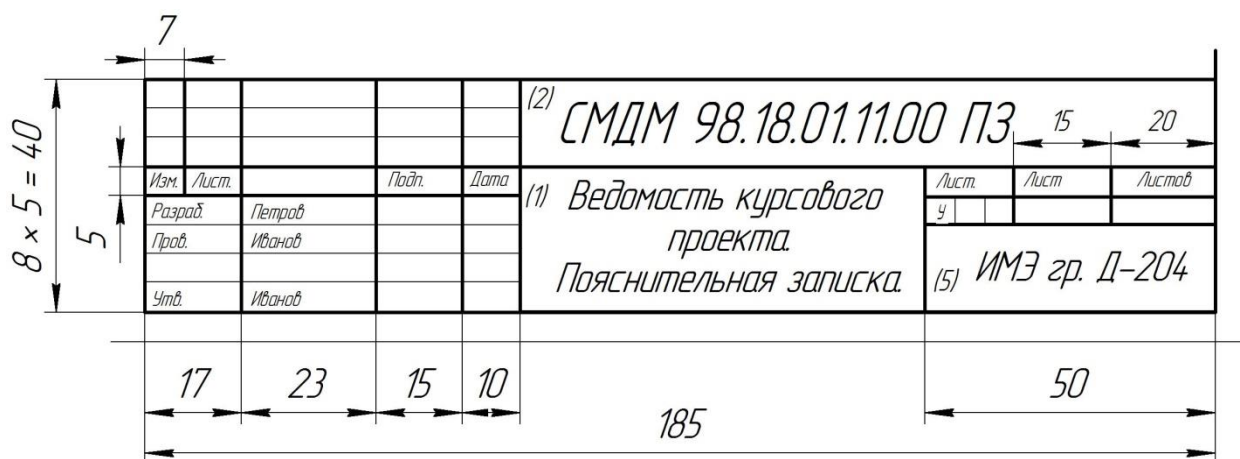 7
(2) СМДМ 98.18.01.11.00 ПЗ
15 20
8 × 5 = 40
5
Изм. Лист. Подп. Дата
Разраб. Петров
Пров. Иванов
Утв. Иванов
(1) Ведомость курсового
проекта.
Пояснительная записка.
Лист. Лист Листов
У
(5) ИМЭ гр. Д-204
17 23 15 10 50
185